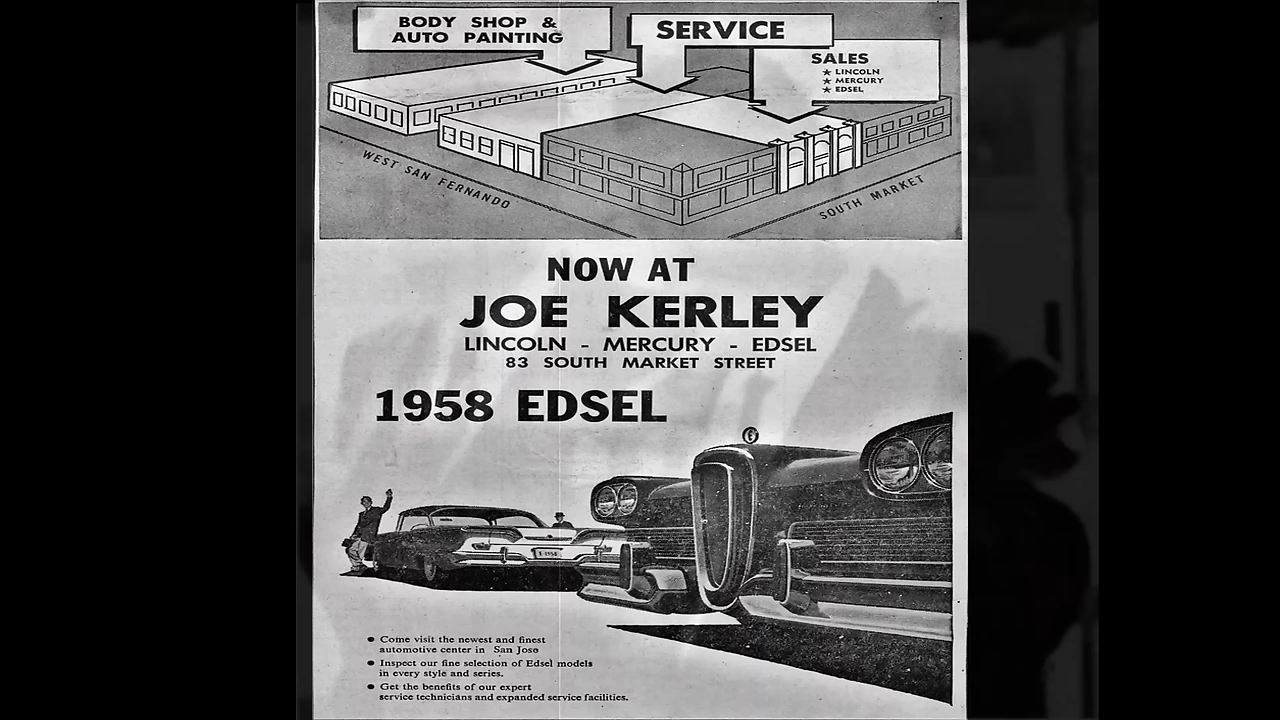 BODY SHOP &
AUTO PAINTING
SERVICE
SALES
★ LINCOLN
★ MERCURY
★ EDSEL
WEST SAN FERNANDO
SOUTH MARKET
NOW AT
JOE KERLEY
LINCOLN - MERCURY - EDSEL
83 SOUTH MARKET STREET
1958 EDSEL
● Come visit the newest and finest
automotive center in San Jose
● Inspect our fine selection of Edsel models
in every style and series.
● Get the benefits of our expert
service technicians and expanded service facilities.